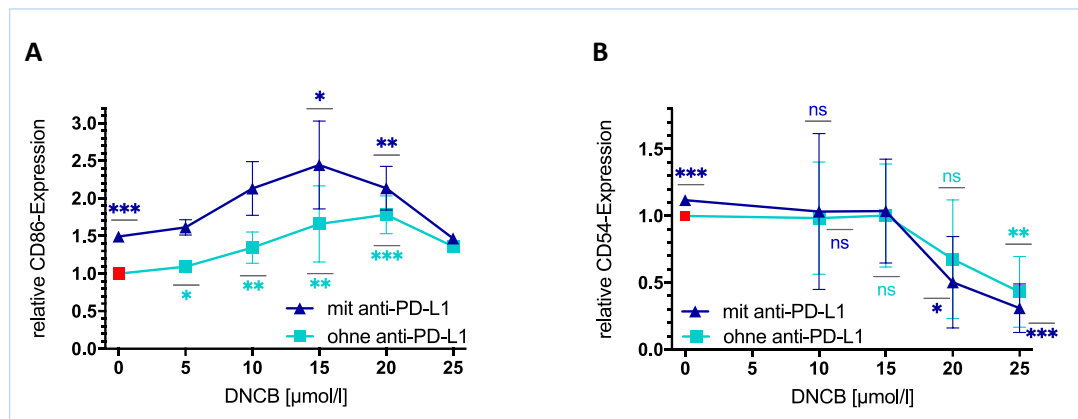 A
relative CD86-Expression
3.0
2.5
2.0
1.5
1.0
0.5
0.0
***
*
**
*
**
**
***
mit anti-PD-L1
ohne anti-PD-L1
0 5 10 15 20 25
DNCB [µmol/l]
B
relative CD54-Expression
1.5
1.0
0.5
0.0
***
ns
ns
ns
ns
**
*
***
mit anti-PD-L1
ohne anti-PD-L1
0 5 10 15 20 25
DNCB [µmol/l]